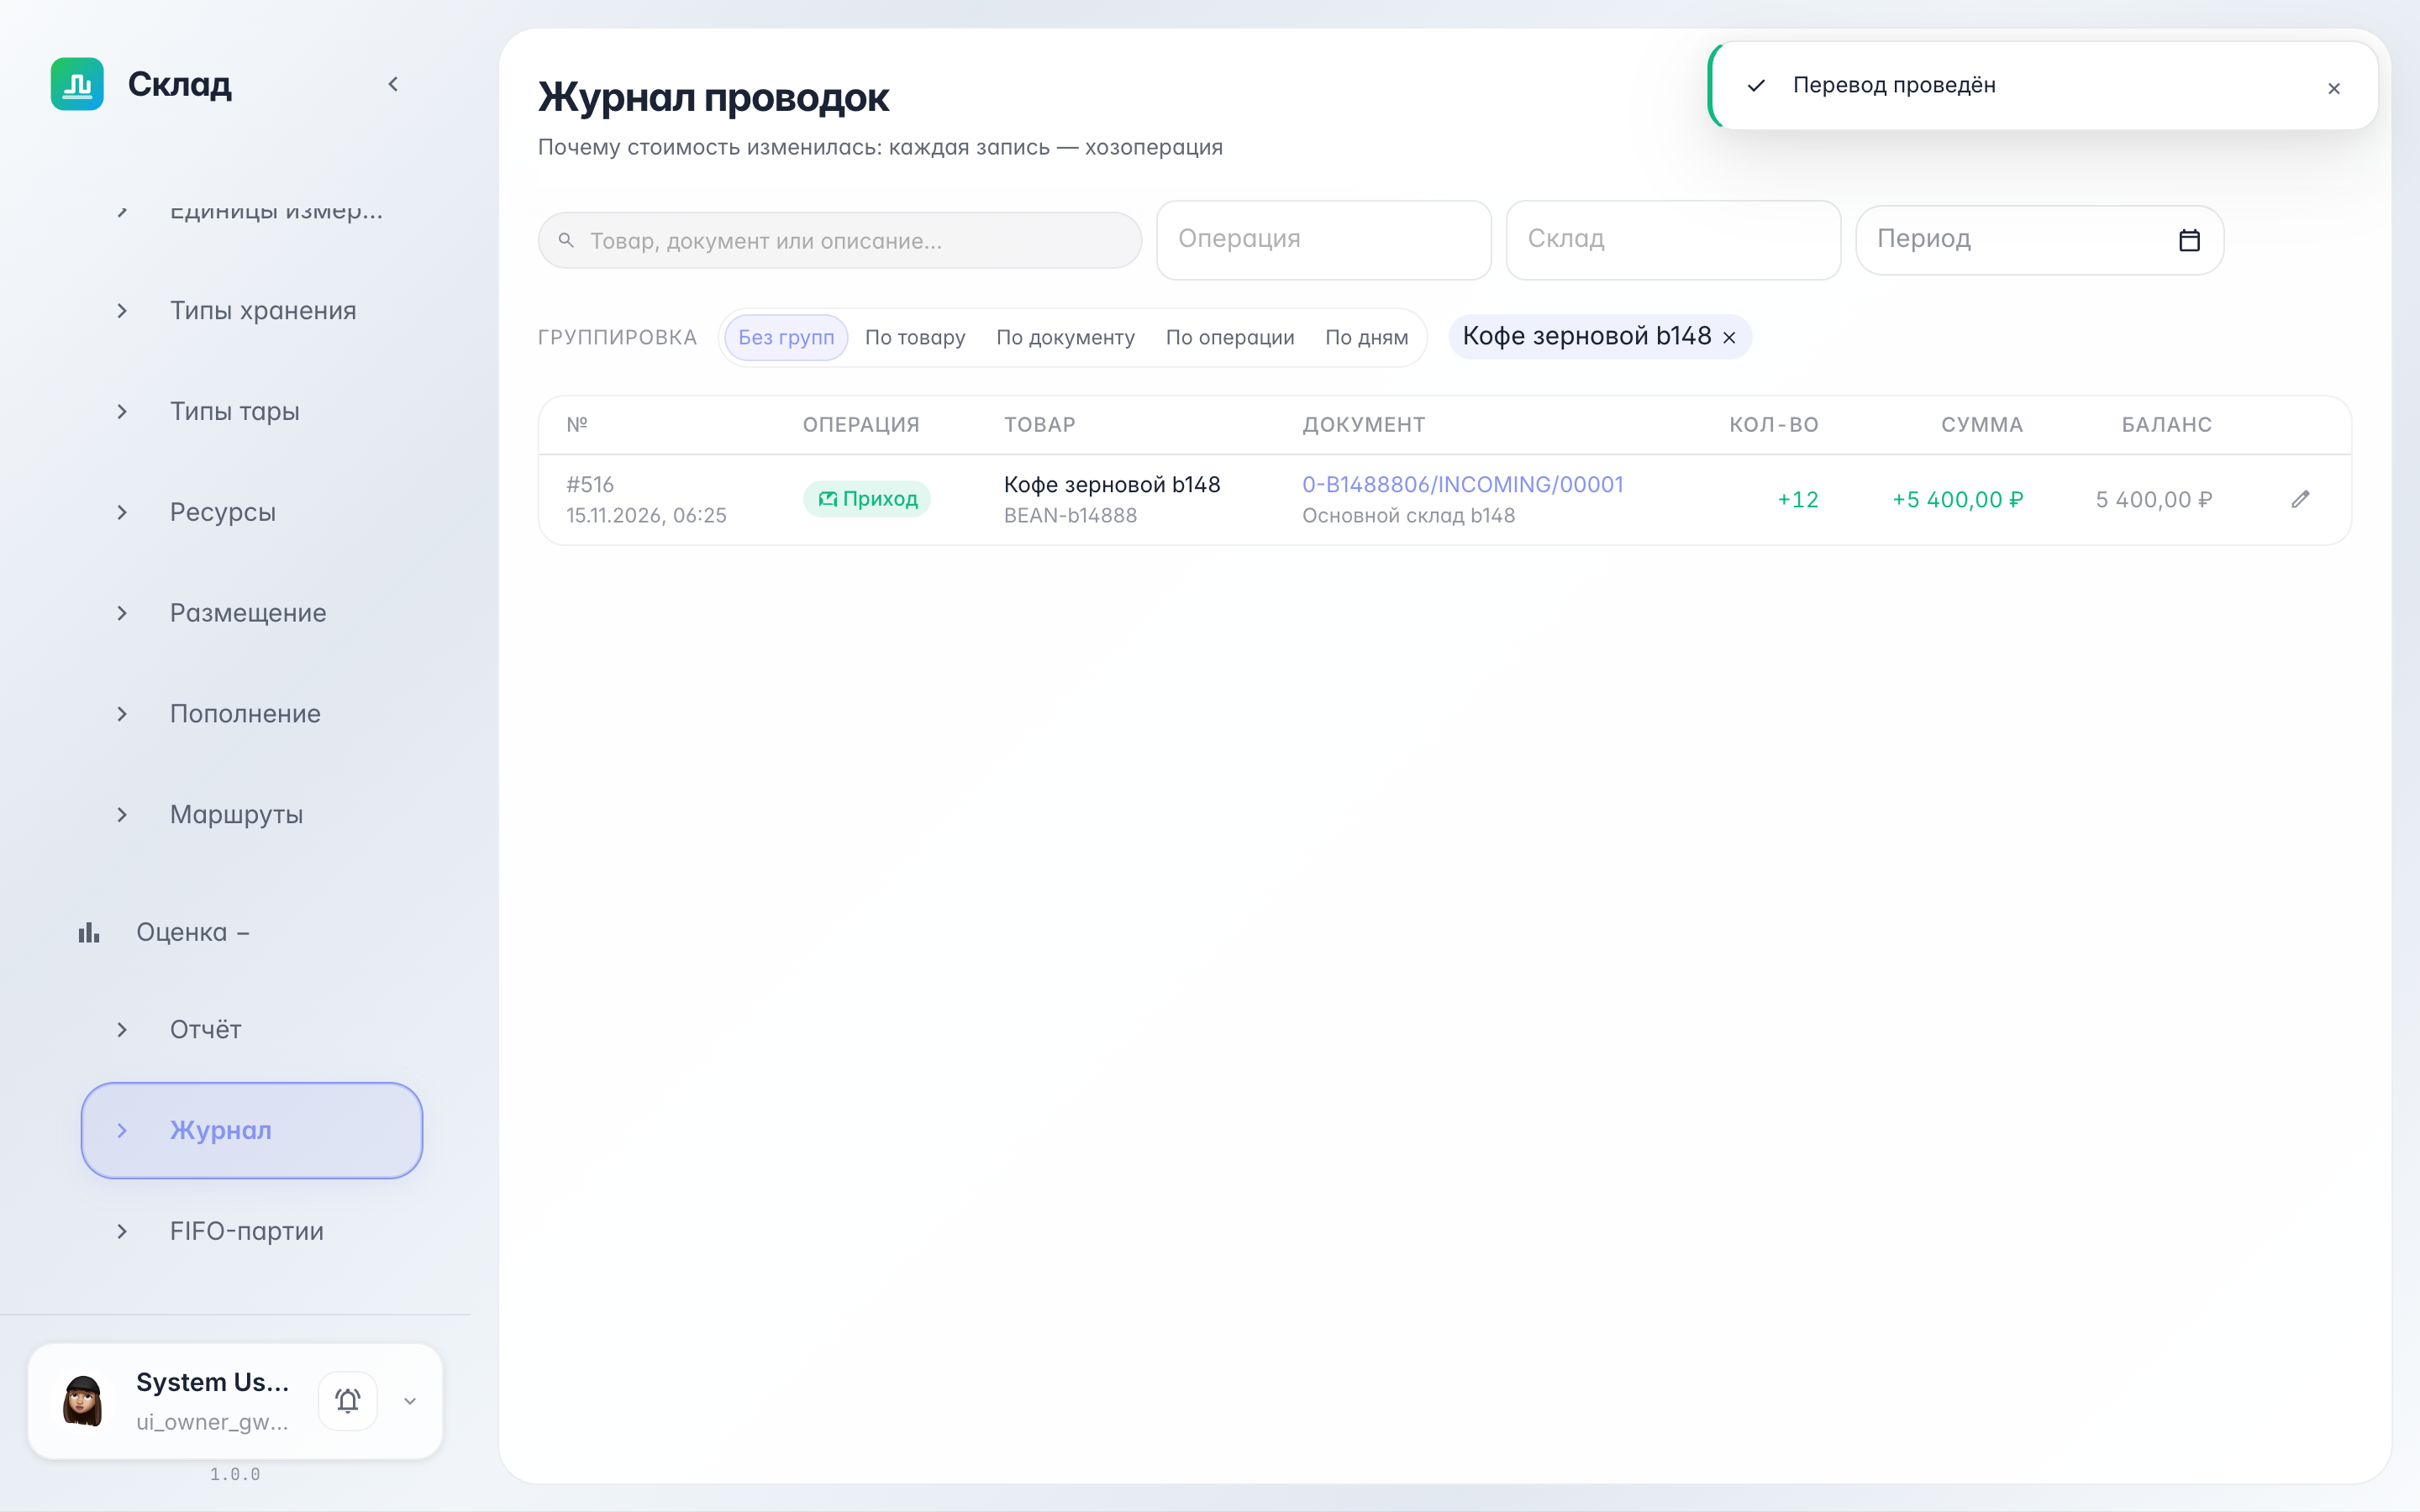 Склад
Единицы измер...
Типы хранения
Типы тары
Ресурсы
Размещение
Пополнение
Маршруты
Оценка –
Отчёт
Журнал
FIFO-партии
System Us...
ui_owner_gw...
1.0.0
Журнал проводок
Почему стоимость изменилась: каждая запись — хозоперация
Перевод проведён
Товар, документ или описание...
Операция
Склад
Период
ГРУППИРОВКА
Без групп
По товару
По документу
По операции
По дням
Кофе зерновой b148
№ ОПЕРАЦИЯ ТОВАР ДОКУМЕНТ КОЛ-ВО СУММА БАЛАНС
#516 Приход Кофе зерновой b148 0-B1488806/INCOMING/00001 +12 +5 400,00 ₽ 5 400,00 ₽
15.11.2026, 06:25 BEAN-b14888 Основной склад b148